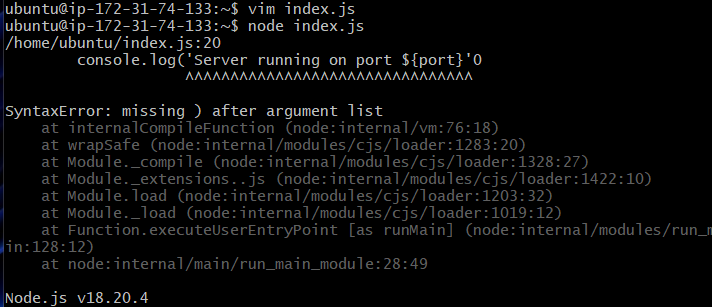 ubuntu@ip-172-31-74-133:~$ vim index.js
ubuntu@ip-172-31-74-133:~$ node index.js
/home/ubuntu/index.js:20
        console.log('Server running on port ${port}'0
                    ^^^^^^^^^^^^^^^^^^^^^^^^^^^^^^^^

SyntaxError: missing ) after argument list
    at internalCompileFunction (node:internal/vm:76:18)
    at wrapSafe (node:internal/modules/cjs/loader:1283:20)
    at Module._compile (node:internal/modules/cjs/loader:1328:27)
    at Module._extensions..js (node:internal/modules/cjs/loader:1422:10)
    at Module.load (node:internal/modules/cjs/loader:1203:32)
    at Module._load (node:internal/modules/cjs/loader:1019:12)
    at Function.executeUserEntryPoint [as runMain] (node:internal/modules/run_m
in:128:12)
    at node:internal/main/run_main_module:28:49

Node.js v18.20.4